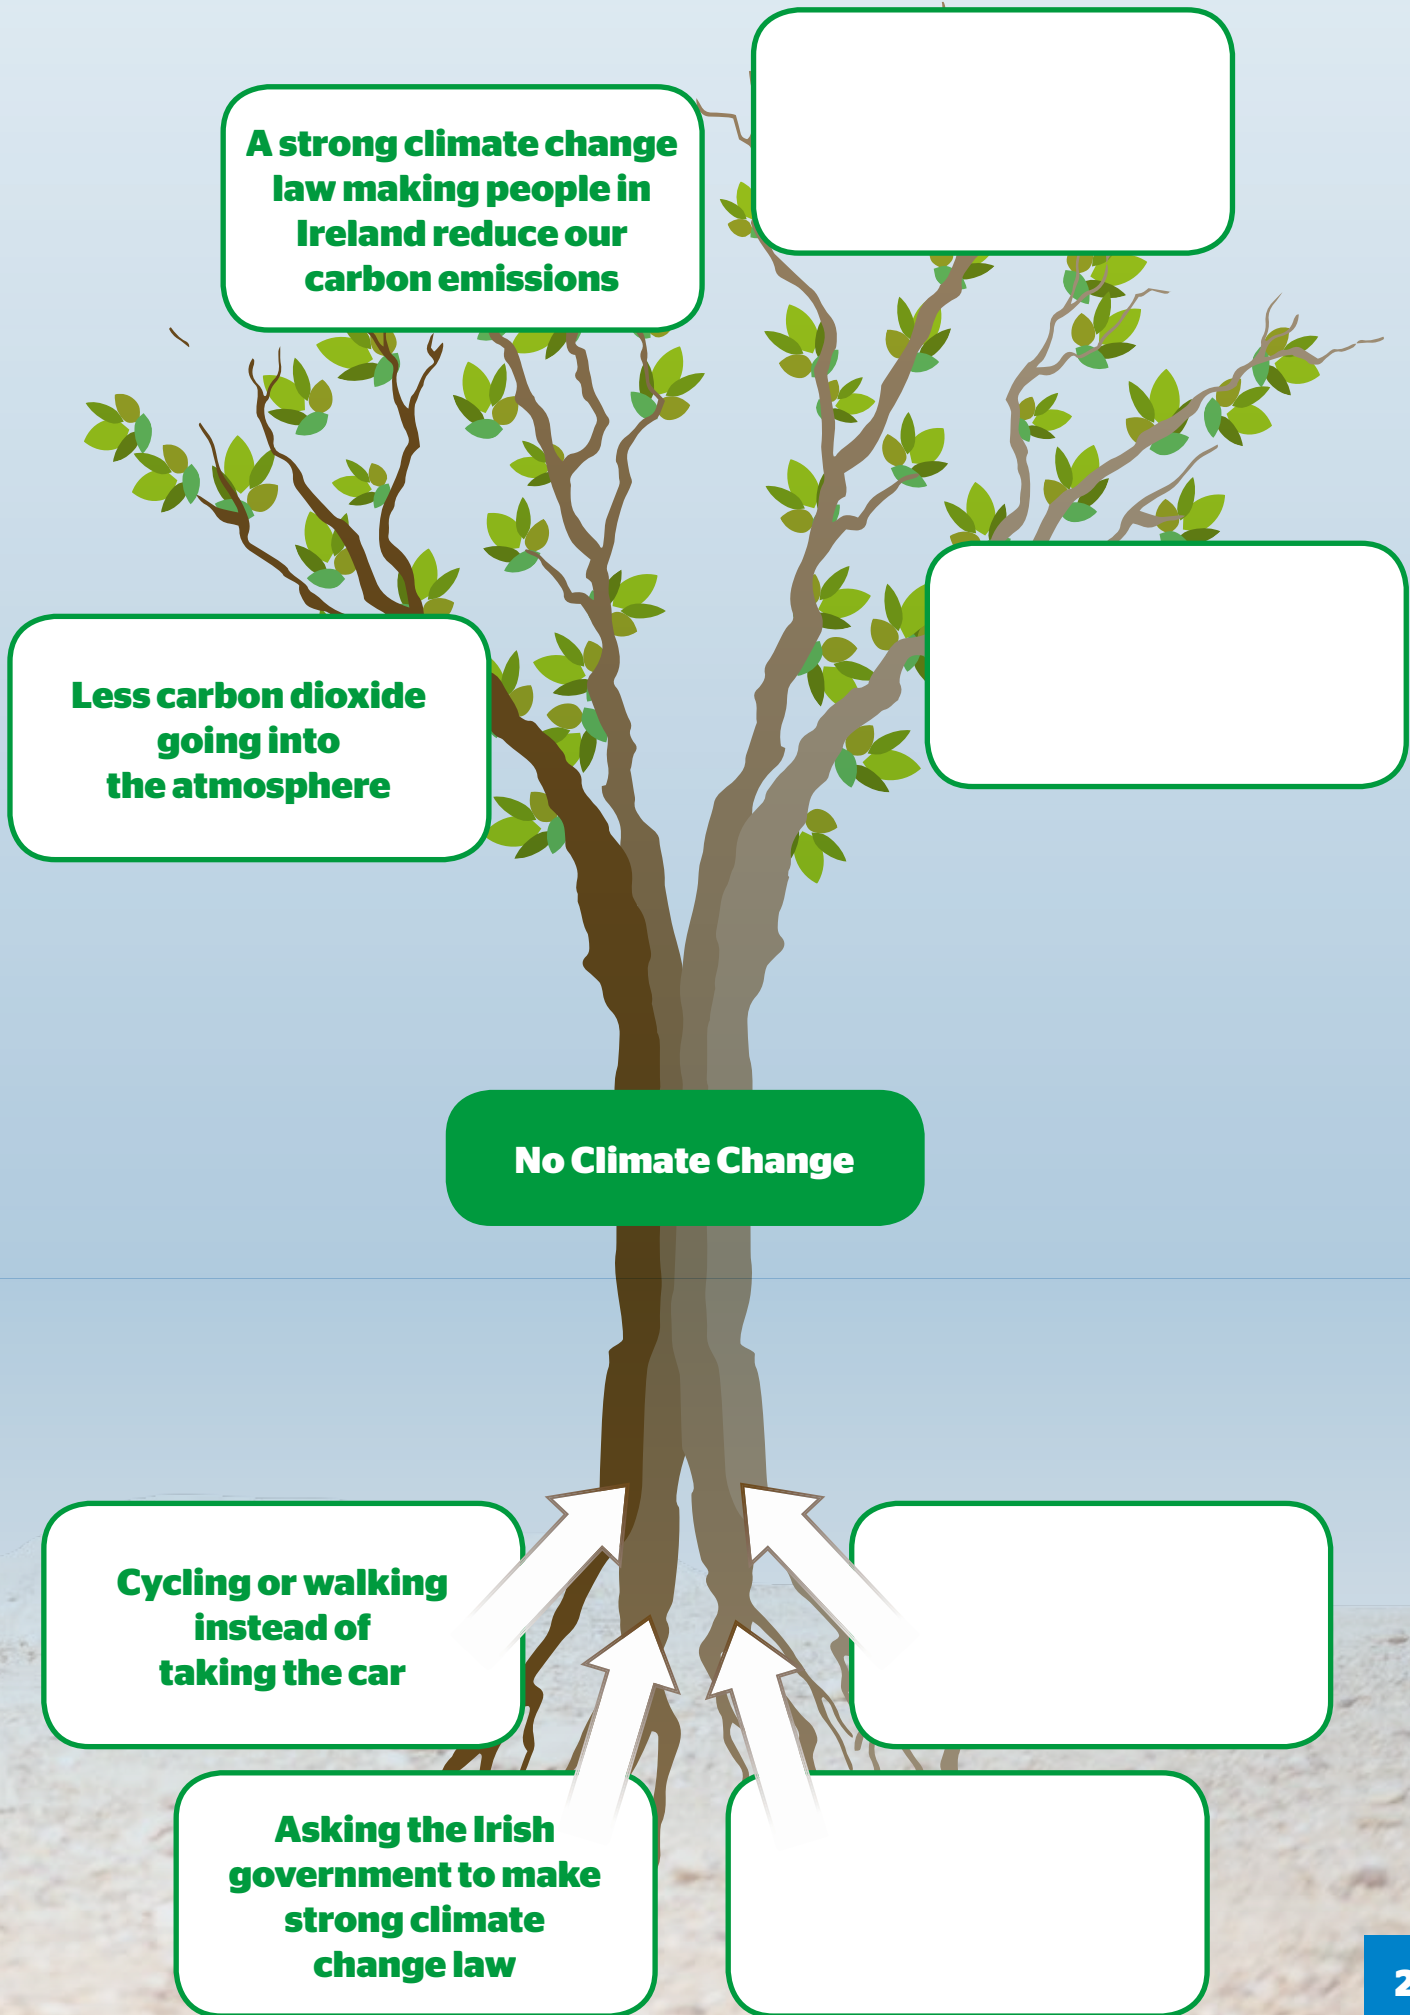 A strong climate change
law making people in
Ireland reduce our
carbon emissions
Less carbon dioxide
going into
the atmosphere
No Climate Change
Cycling or walking
instead of
taking the car
Asking the Irish
government to make
strong climate
change law